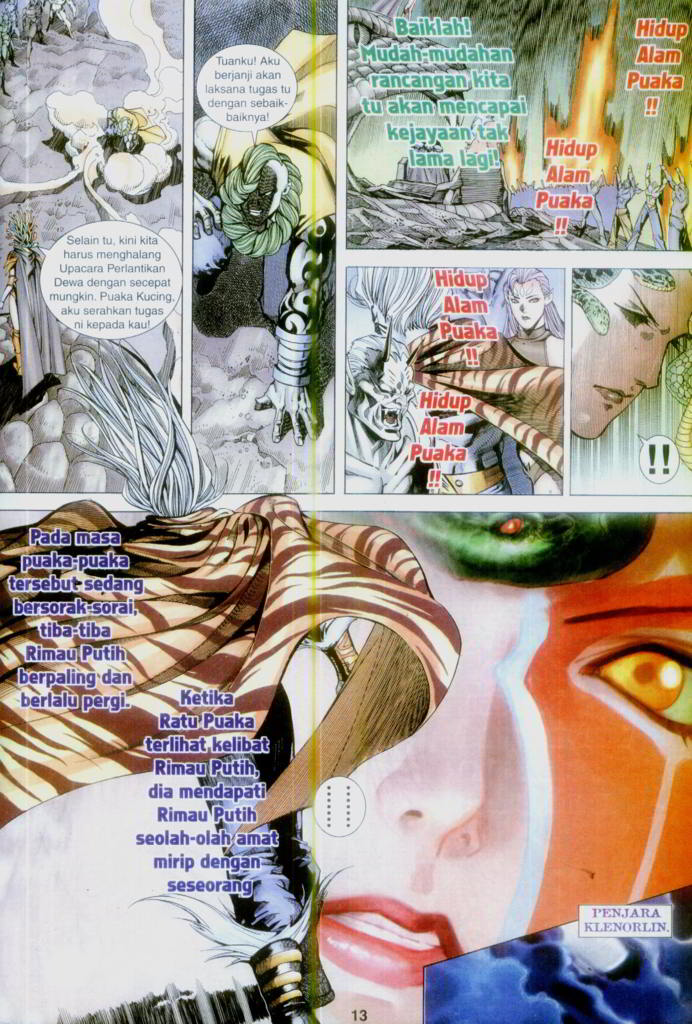 Selain tu, kini kita
harus menghalang
Upacara Perlantikan
Dewa dengan secepat
mungkin. Puaka Kucing,
aku serahkan tugas
ni kepada kau!
Tuanku! Aku
berjanji akan
laksana tugas tu
dengan sebaik-
baiknya!
Baiklah!
Mudah-mudahan
rancangan kita
tu akan mencapai
kejayaan tak
lama lagi!
Hidup
Alam
Puaka
!!
Hidup
Alam
Puaka
!!
Hidup
Alam
Puaka
!!
Hidup
Alam
Puaka
!!
!!
Pada masa
puaka-puaka
tersebut sedang
bersorak-sorai,
tiba-tiba
Rimau Putih
berpaling dan
berlalu pergi.
Ketika
Ratu Puaka
terlihat kelibat
Rimau Putih,
dia mendapati
Rimau Putih
seolah-olah amat
mirip dengan
seseorang
PENJARA
KLENORLIN.
13